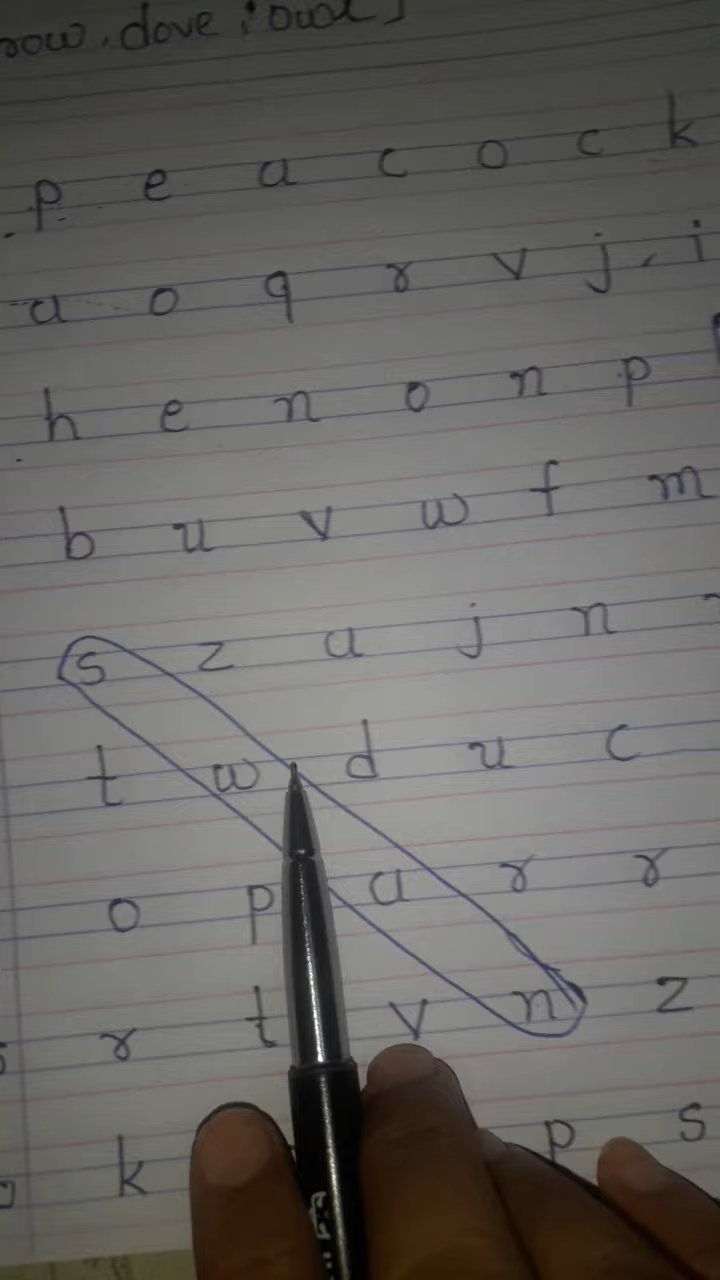 row, dove, owl]
p e a c o c k
a o q r v j i
h e n o n p
b u v w f m
s z a j n
t w d u c
o p a r r
r t v n z
k p s